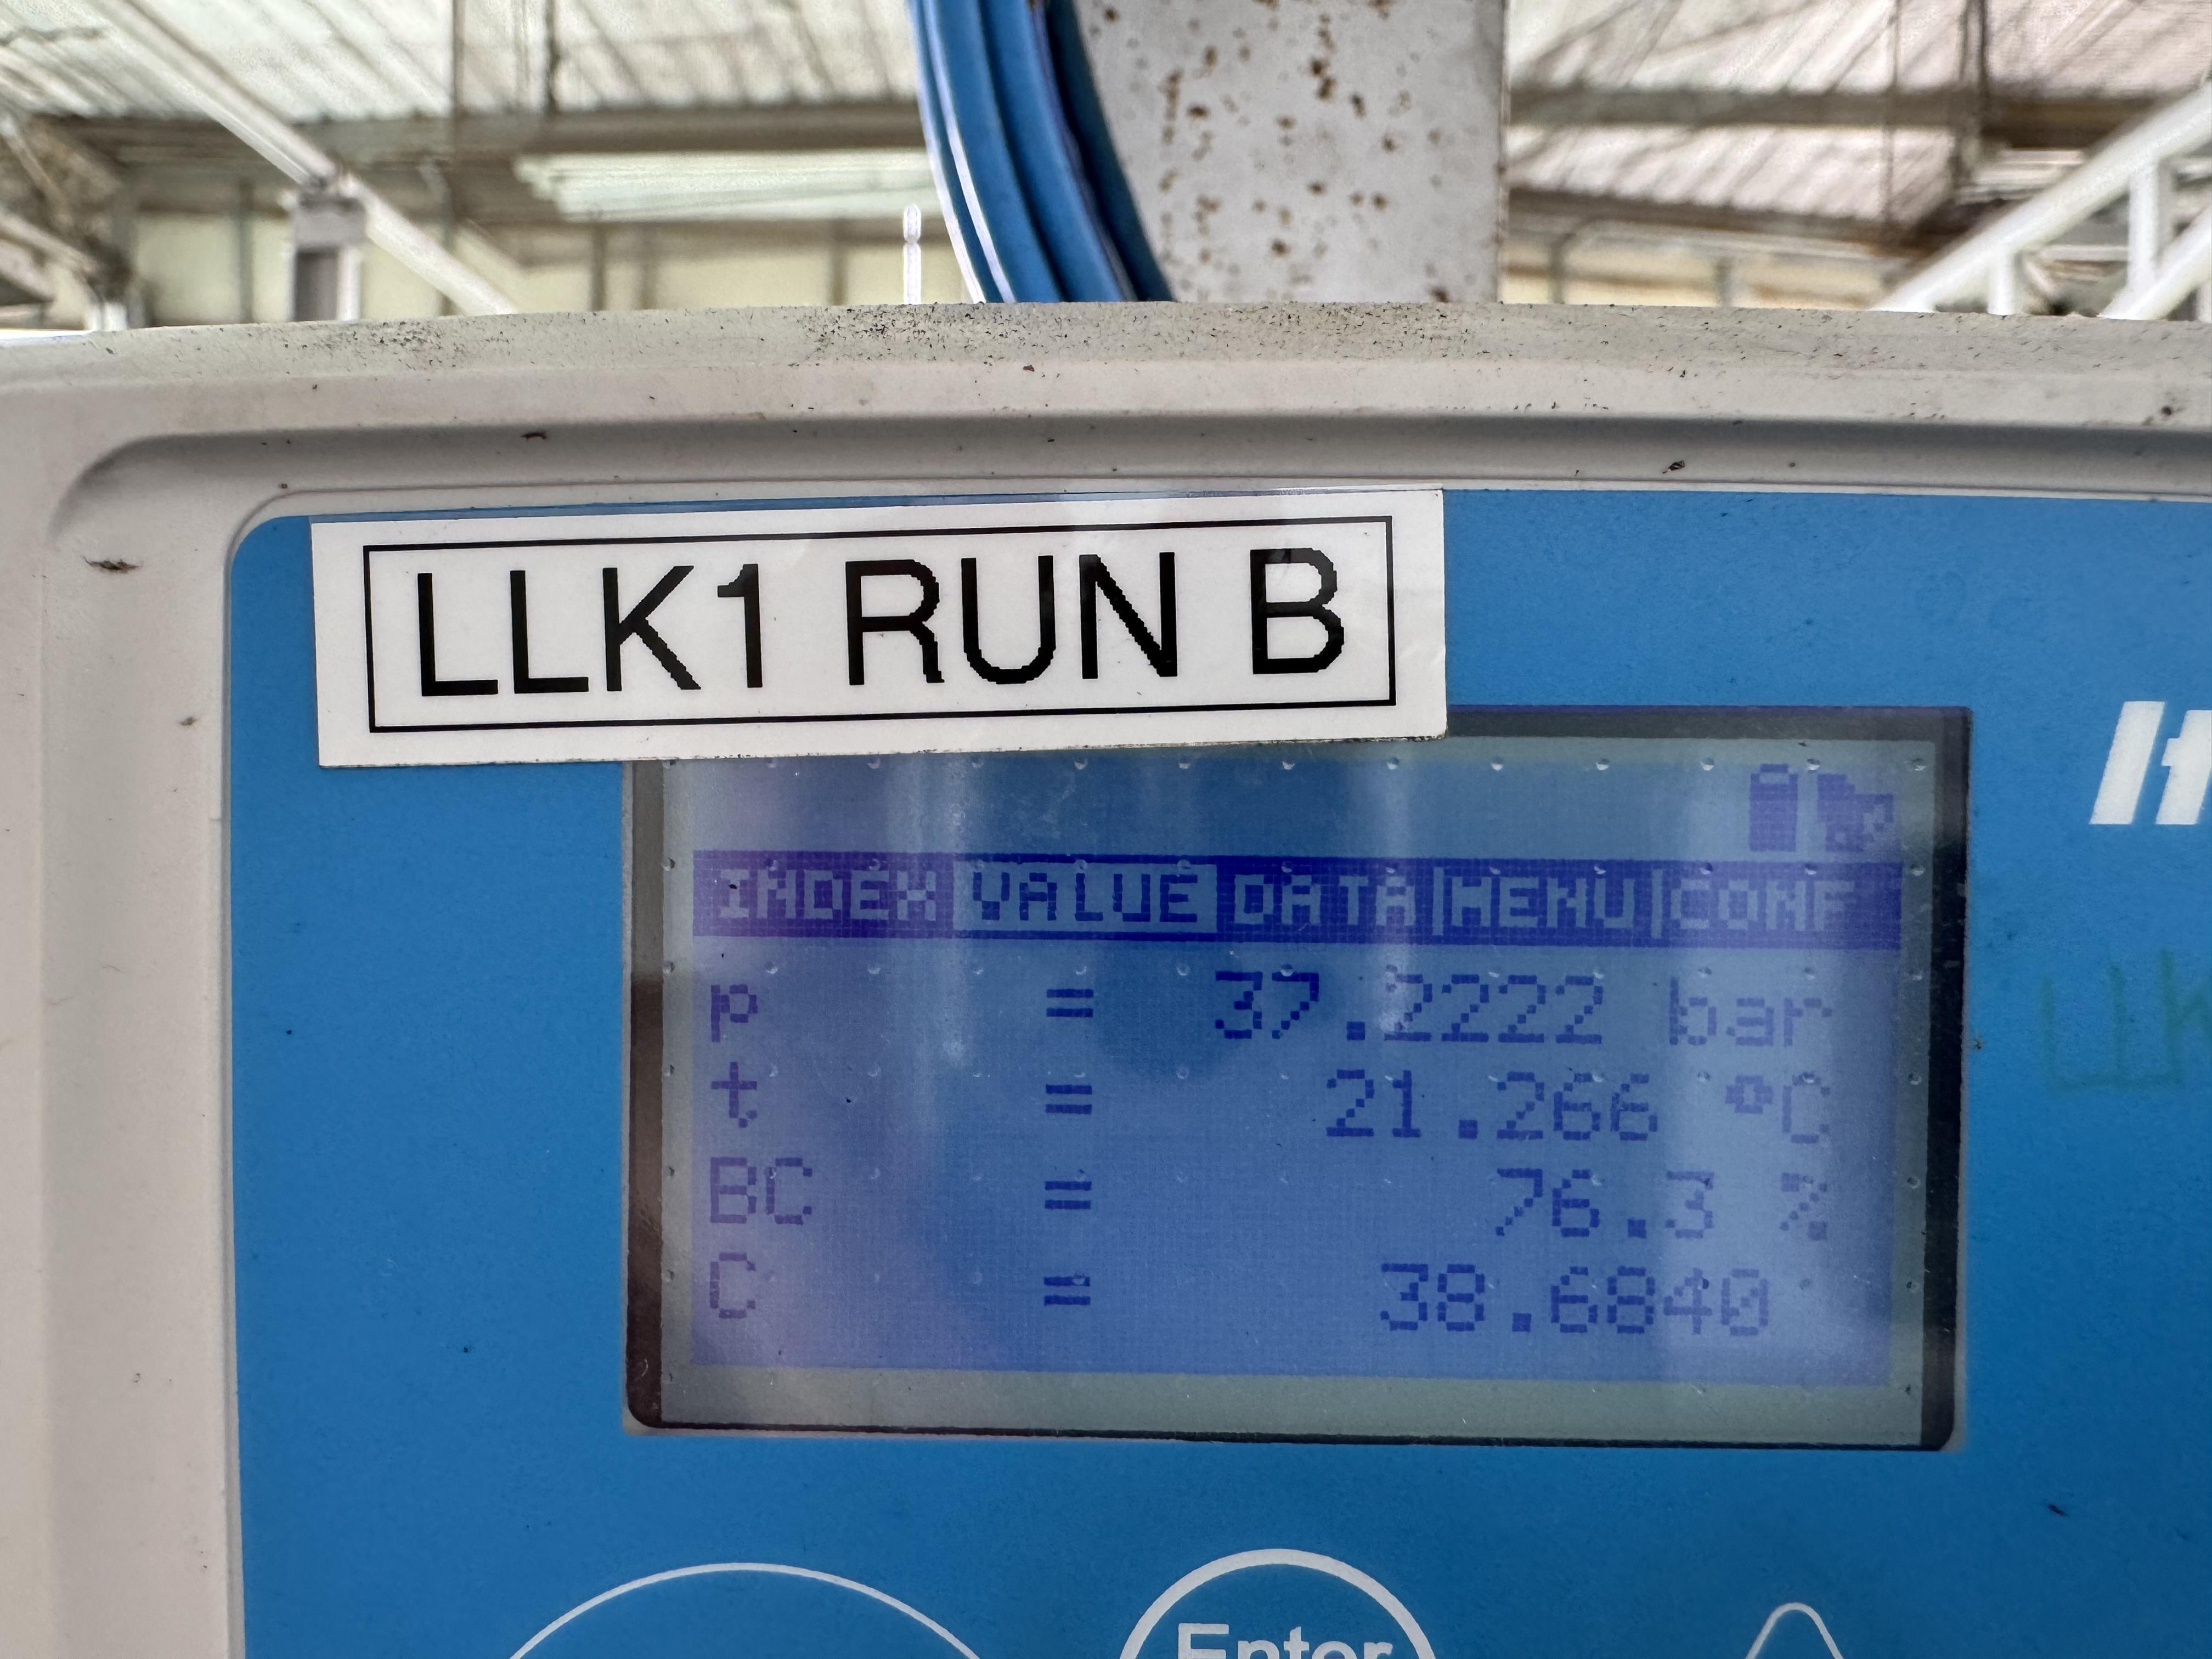 LLK1 RUN B
INDEX VALUE DATA|MENU|CONF
p = 37.2222 bar
t = 21.266 °C
BC = 76.3 %
C = 38.6840
Enter